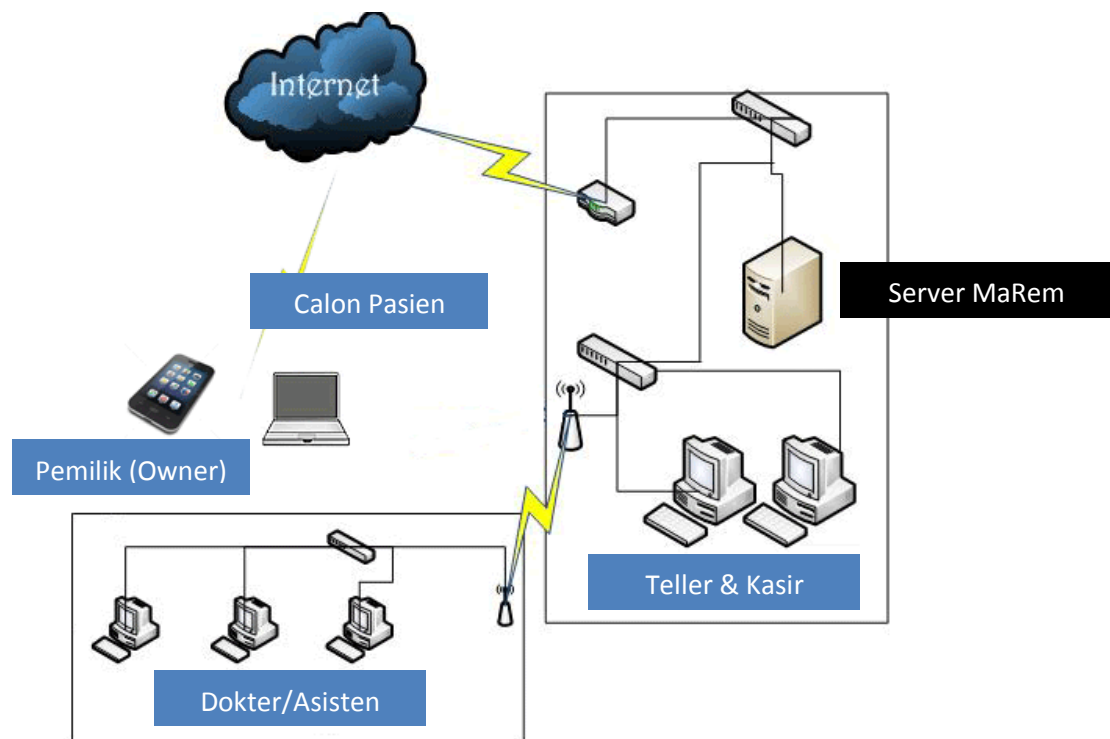 Internet
Calon Pasien
Server MaRem
Pemilik (Owner)
Teller & Kasir
Dokter/Asisten